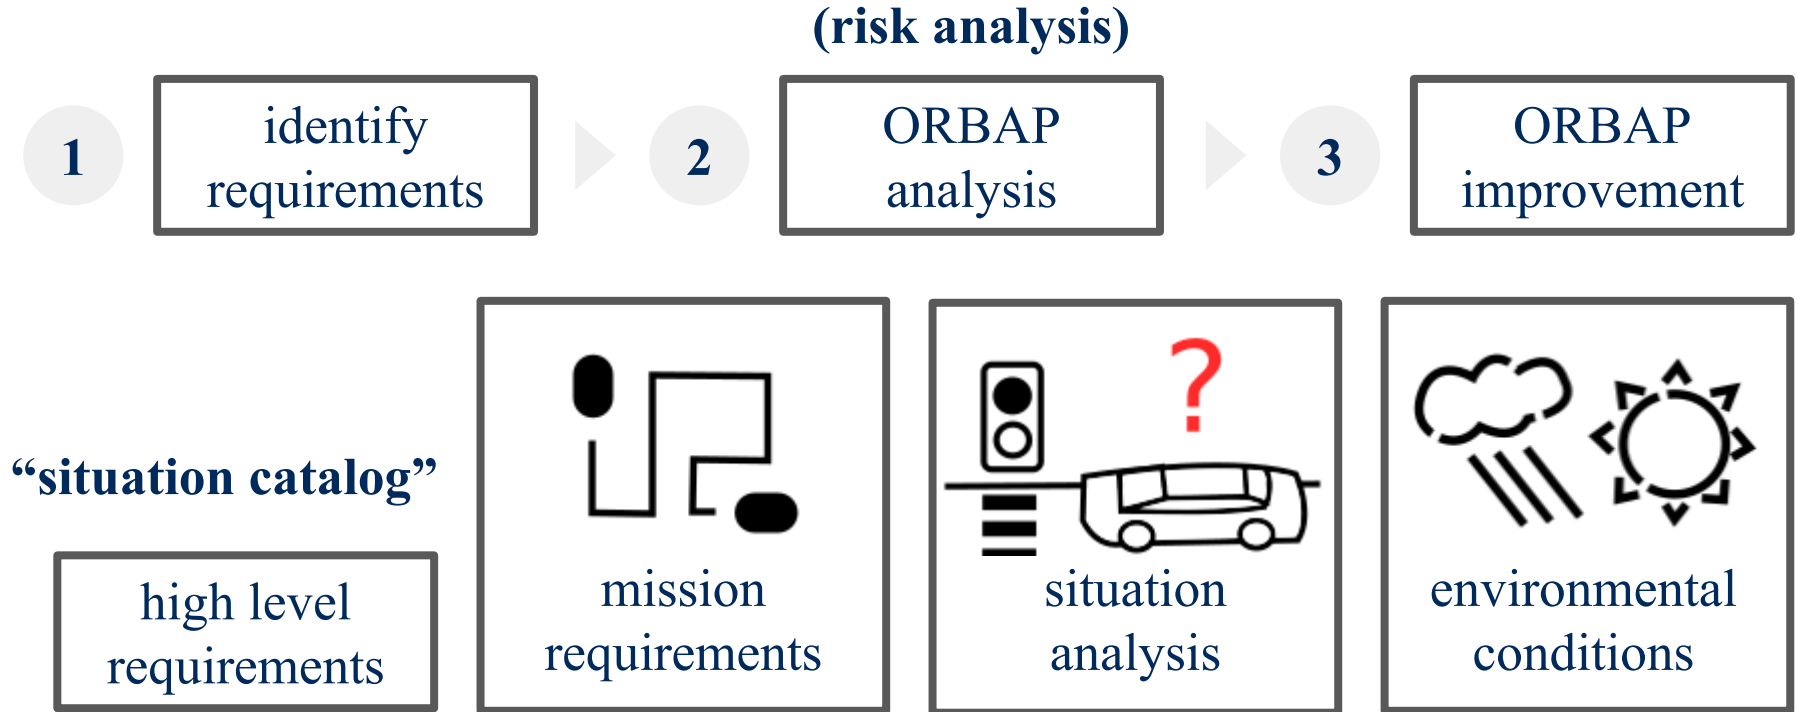 (risk analysis)
1
identify
requirements
2
ORBAP
analysis
3
ORBAP
improvement
“situation catalog”
high level
requirements
mission
requirements
?
situation
analysis
environmental
conditions